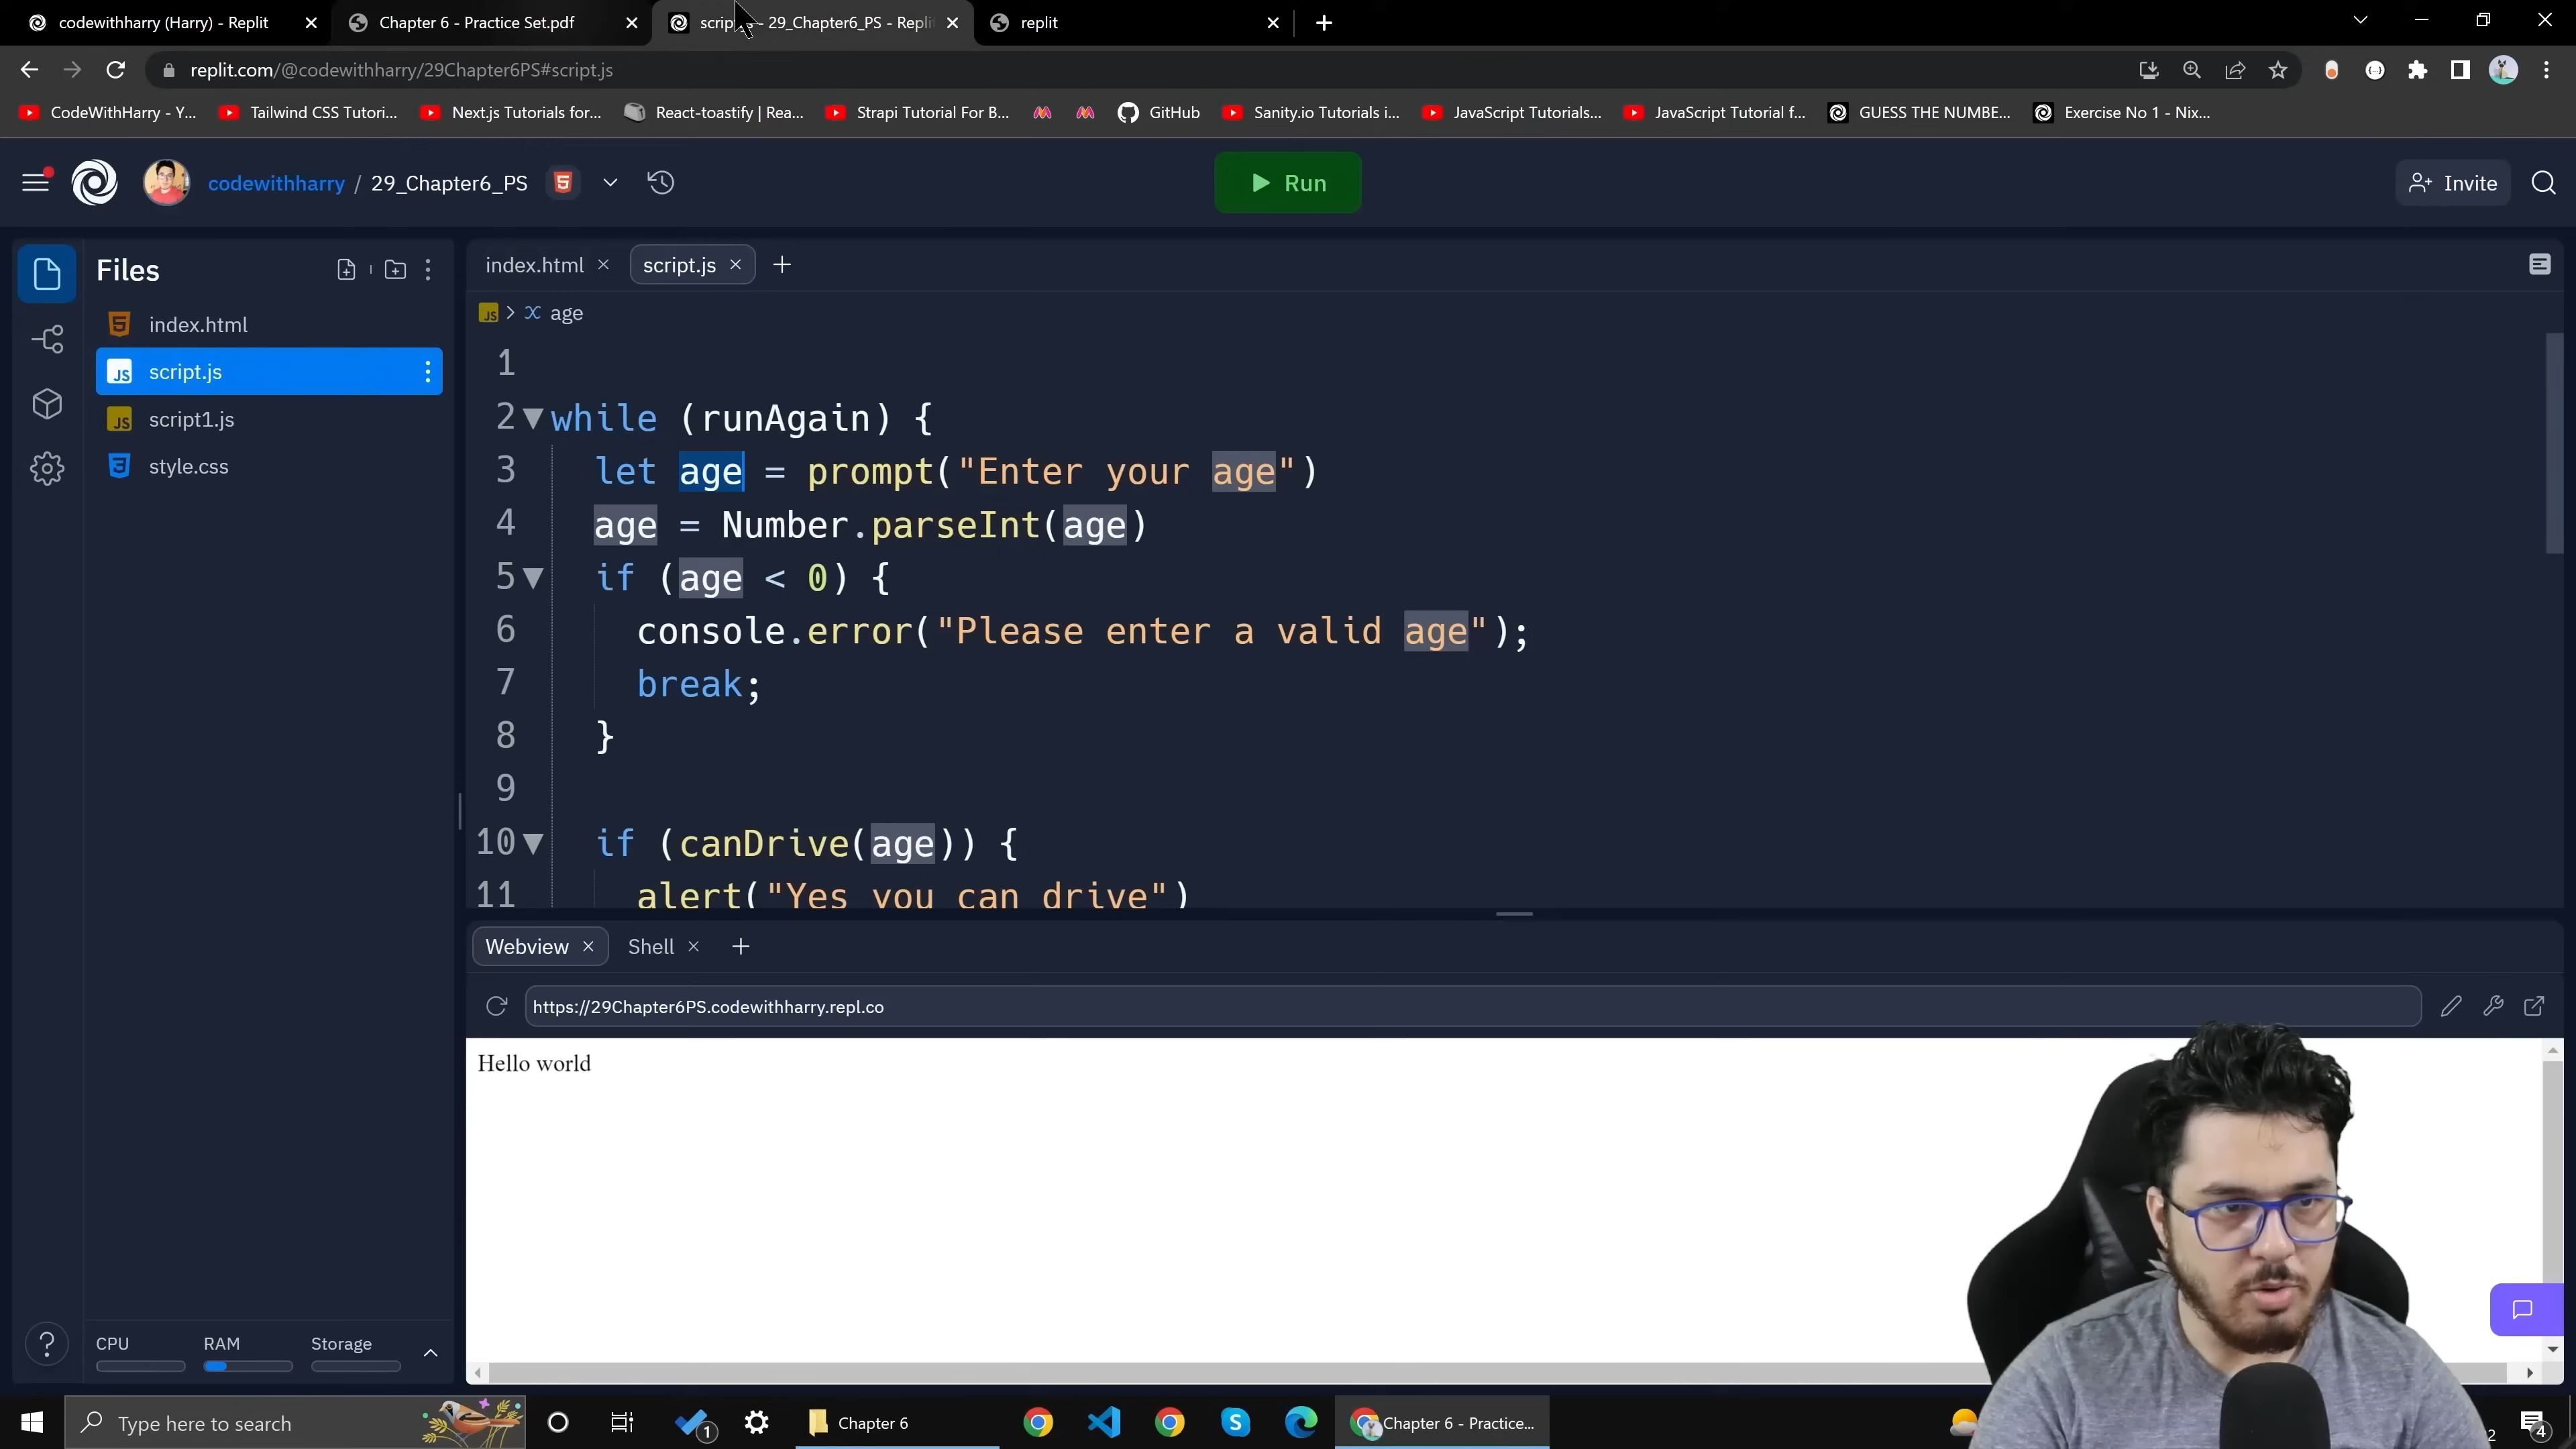 codewithharry (Harry) - Replit
Chapter 6 - Practice Set.pdf
29_Chapter6_PS - Repli
replit
replit.com/@codewithharry/29Chapter6PS#script.js
CodeWithHarry - Y...
Tailwind CSS Tutori...
Next.js Tutorials for...
React-toastify | Rea...
Strapi Tutorial For B...
GitHub
Sanity.io Tutorials i...
JavaScript Tutorials...
JavaScript Tutorial f...
GUESS THE NUMBE...
Exercise No 1 - Nix...
codewithharry / 29_Chapter6_PS
Run
Invite
Files
index.html
script.js
script1.js
style.css
index.html
script.js
JS > age
1
2 while (runAgain) {
3 let age = prompt("Enter your age")
4 age = Number.parseInt(age)
5 if (age < 0) {
6 console.error("Please enter a valid age");
7 break;
8 }
9
10 if (canDrive(age)) {
11 alert("Yes you can drive")
Webview
Shell
https://29Chapter6PS.codewithharry.repl.co
Hello world
CPU
RAM
Storage
Type here to search
1
Chapter 6
Chapter 6 - Practice...
2
4